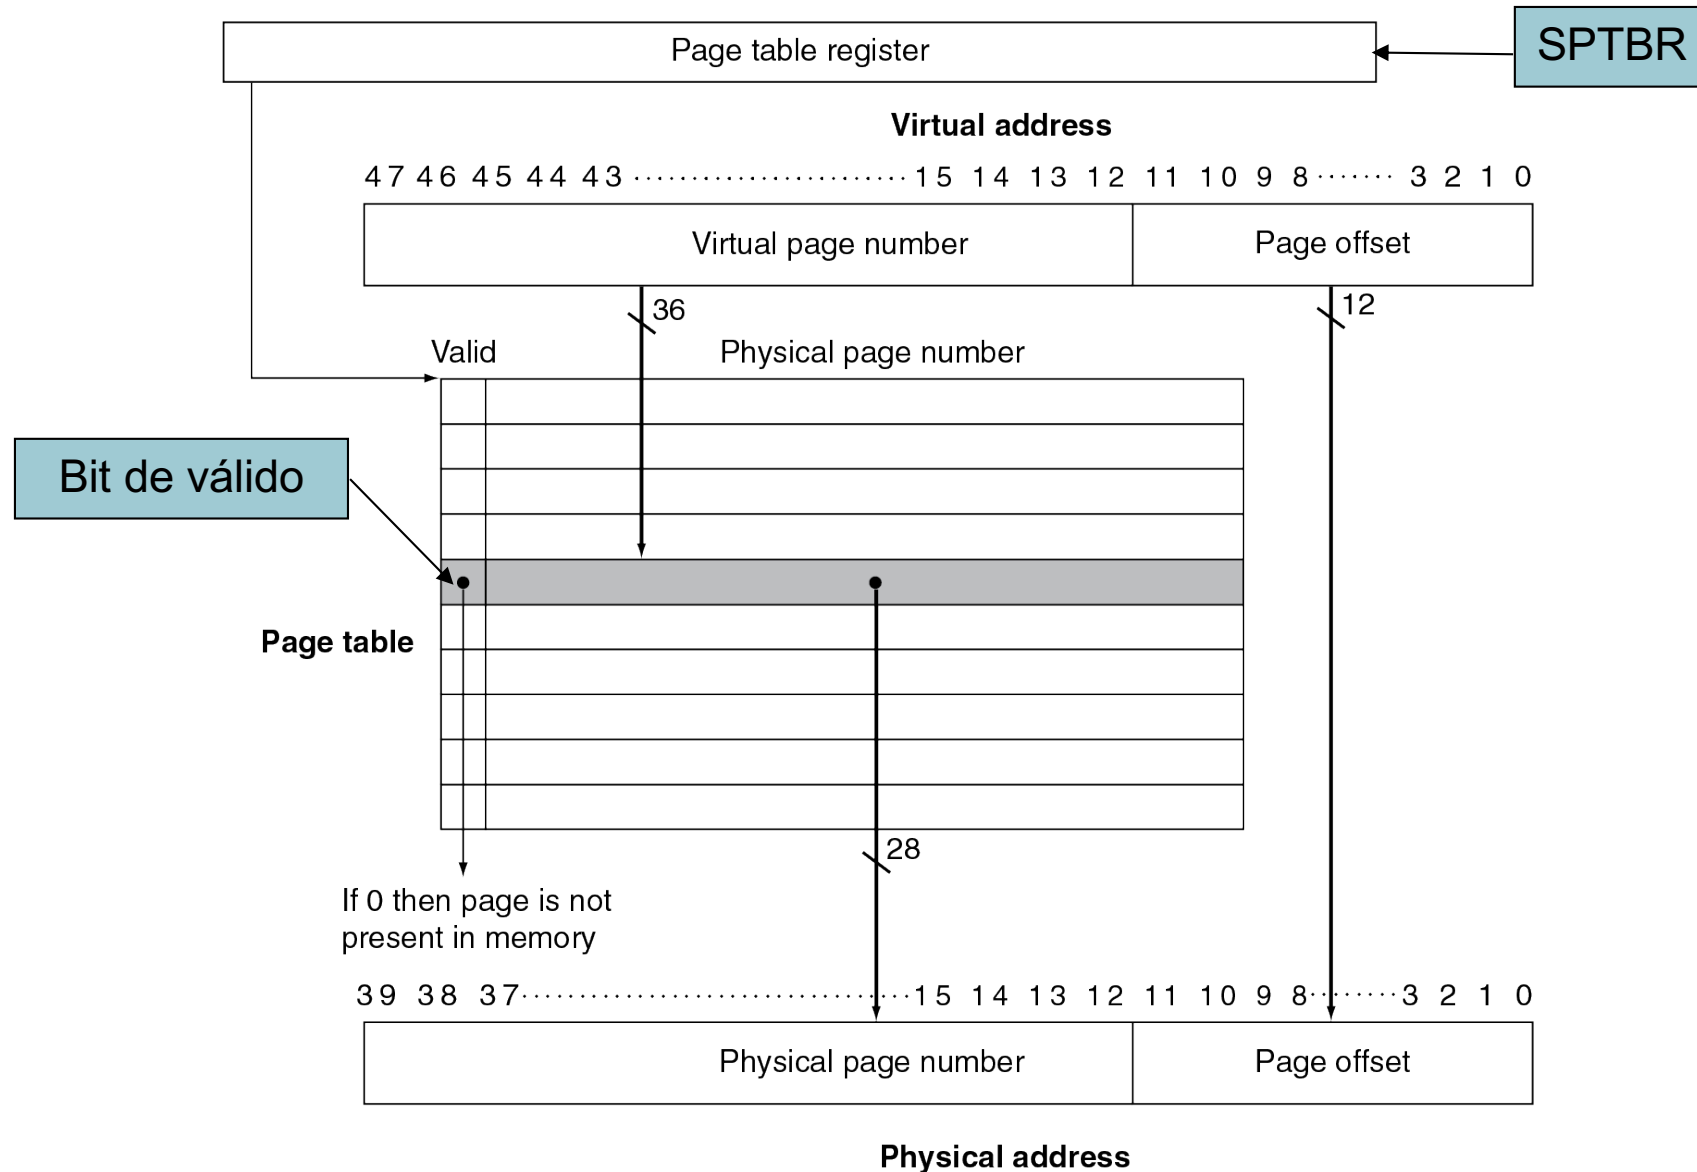 Page table register
SPTBR
Virtual address
47 46 45 44 43 ........................ 15 14 13 12 11 10 9 8 ....... 3 2 1 0
Virtual page number Page offset
36 12
Valid Physical page number
Bit de válido
Page table
28
If 0 then page is not
present in memory
39 38 37 .................................. 15 14 13 12 11 10 9 8 ........ 3 2 1 0
Physical page number Page offset
Physical address